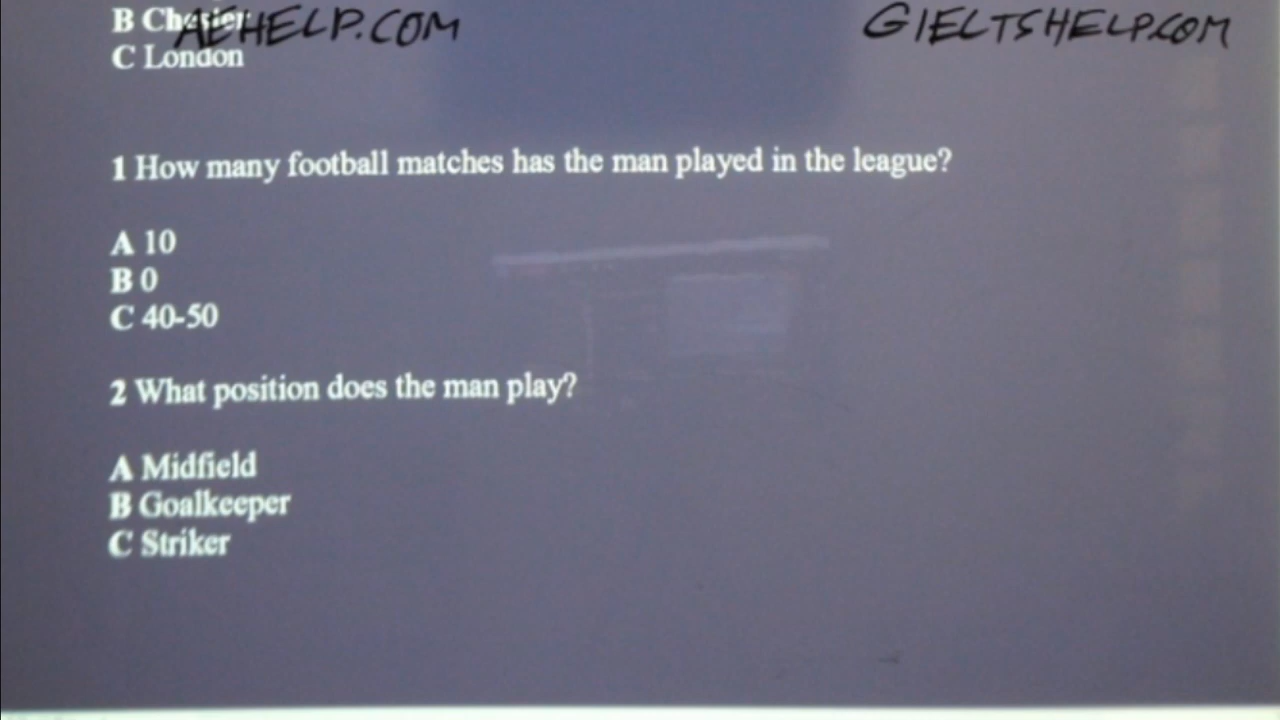 AEHELP.COM
GIELTSHELP.COM
B Chester
C London
1 How many football matches has the man played in the league?
A 10
B 0
C 40-50
2 What position does the man play?
A Midfield
B Goalkeeper
C Striker